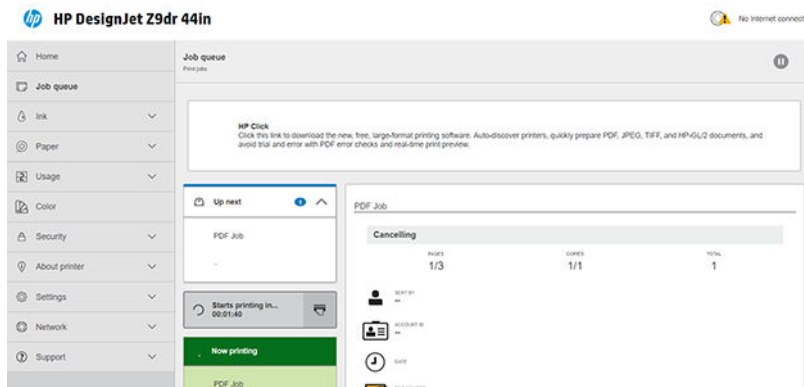 hp HP DesignJet Z9dr 44in
No Internet connect
Home
Job queue
Ink
Paper
Usage
Color
Security
About printer
Settings
Network
Support
Job queue
Print jobs
HP Click
Click this link to download the new, free, large-format printing software. Auto-discover printers, quickly prepare PDF, JPEG, TIFF, and HP-GL/2 documents, and
avoid trial and error with PDF error checks and real-time print preview.
Up next
PDF Job
--
Starts printing in...
00:01:40
Now printing
PDF Job
PDF Job
Cancelling
PAGES COPIES TOTAL
1/3 1/1 1
SENT BY
--
ACCOUNT ID
--
DATE